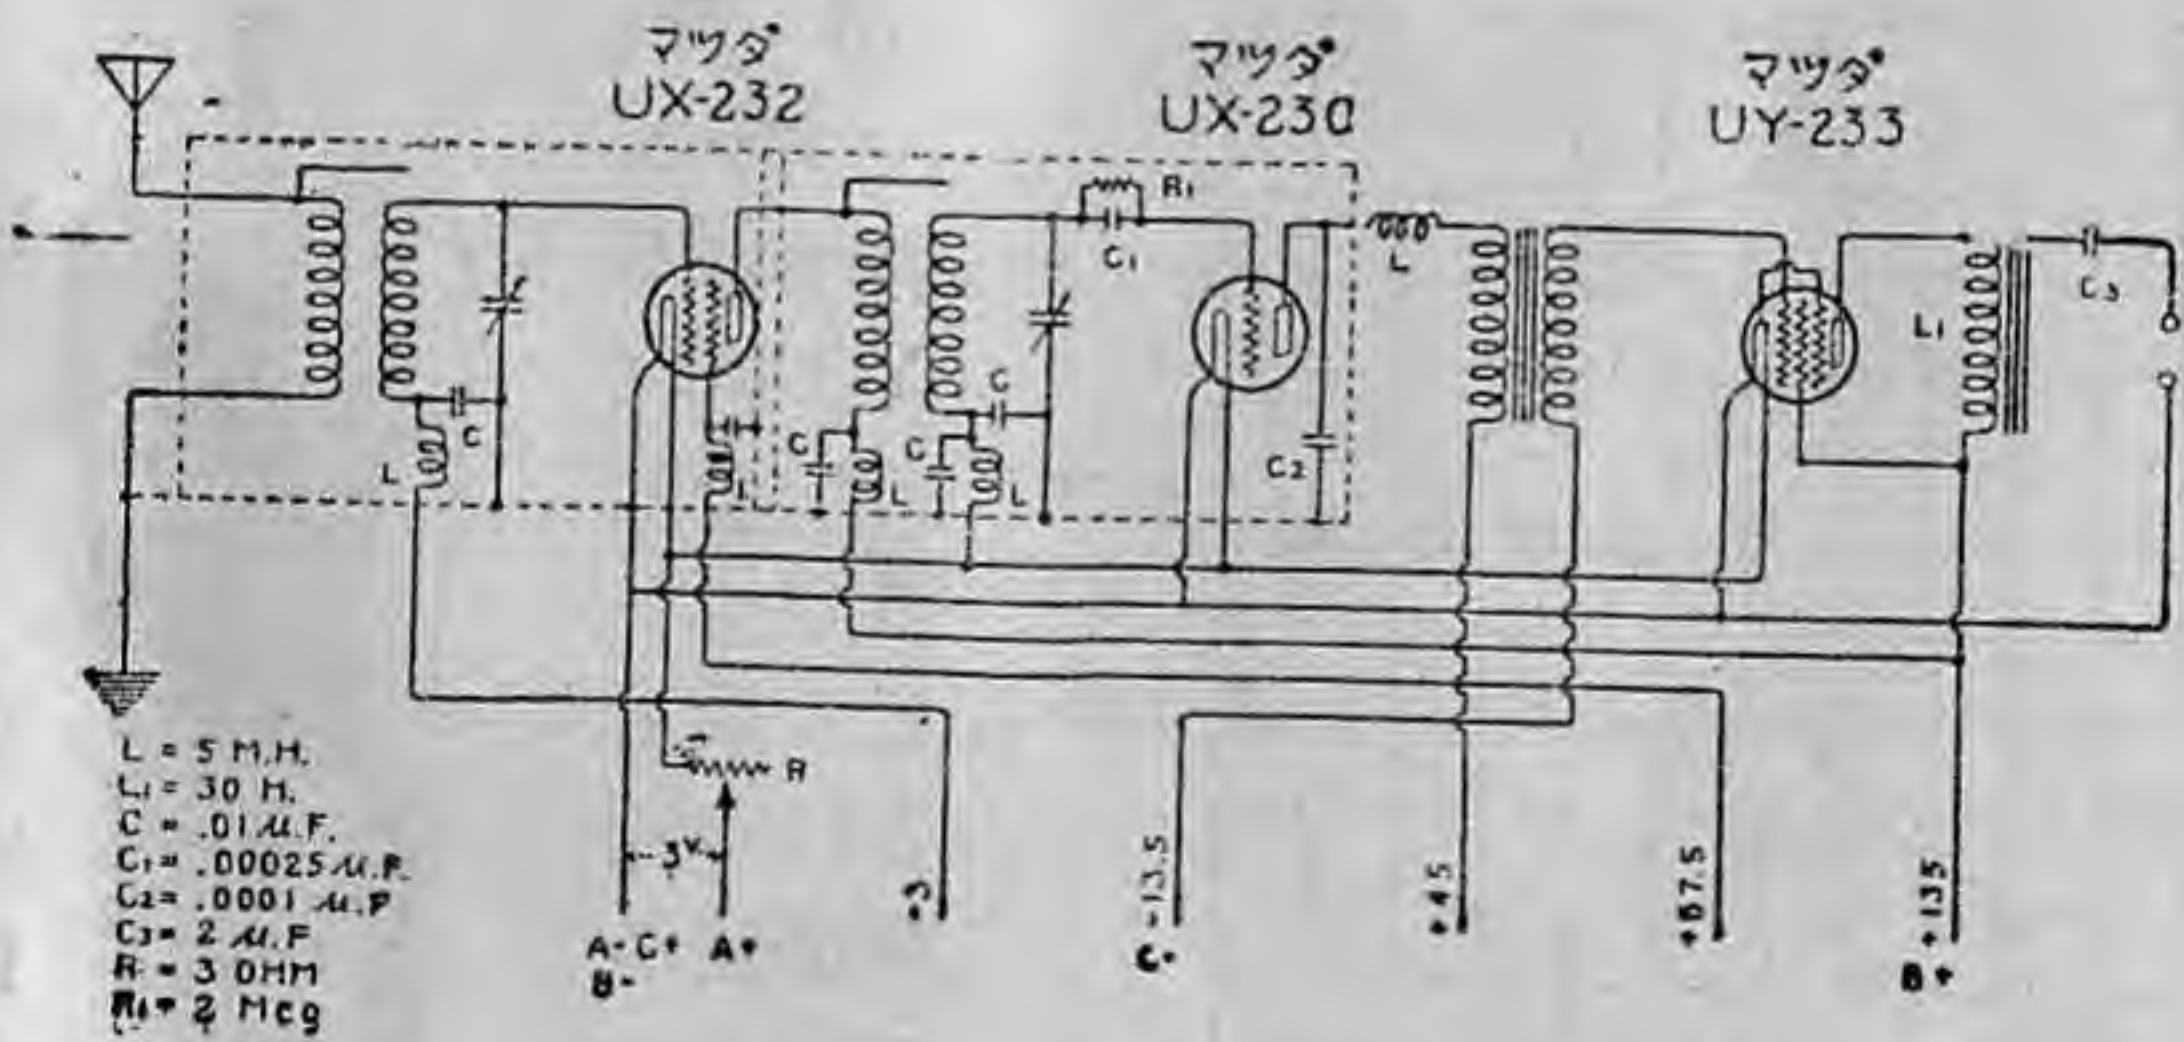 マツダ
UX-232
マツダ
UX-230
マツダ
UY-233
R1
C1
L
L1
C3
C
L
C
L
C
C
L
L
C2
R
3V
-3
-13.5
+45
+67.5
+135
A- C+ A+
B-
C-
B+
L = 5 M.H.
L1 = 30 H.
C = .01 μ.F.
C1 = .00025 μ.F.
C2 = .0001 μ.F
C3 = 2 μ.F
R = 3 OHM
R1 = 2 Meg